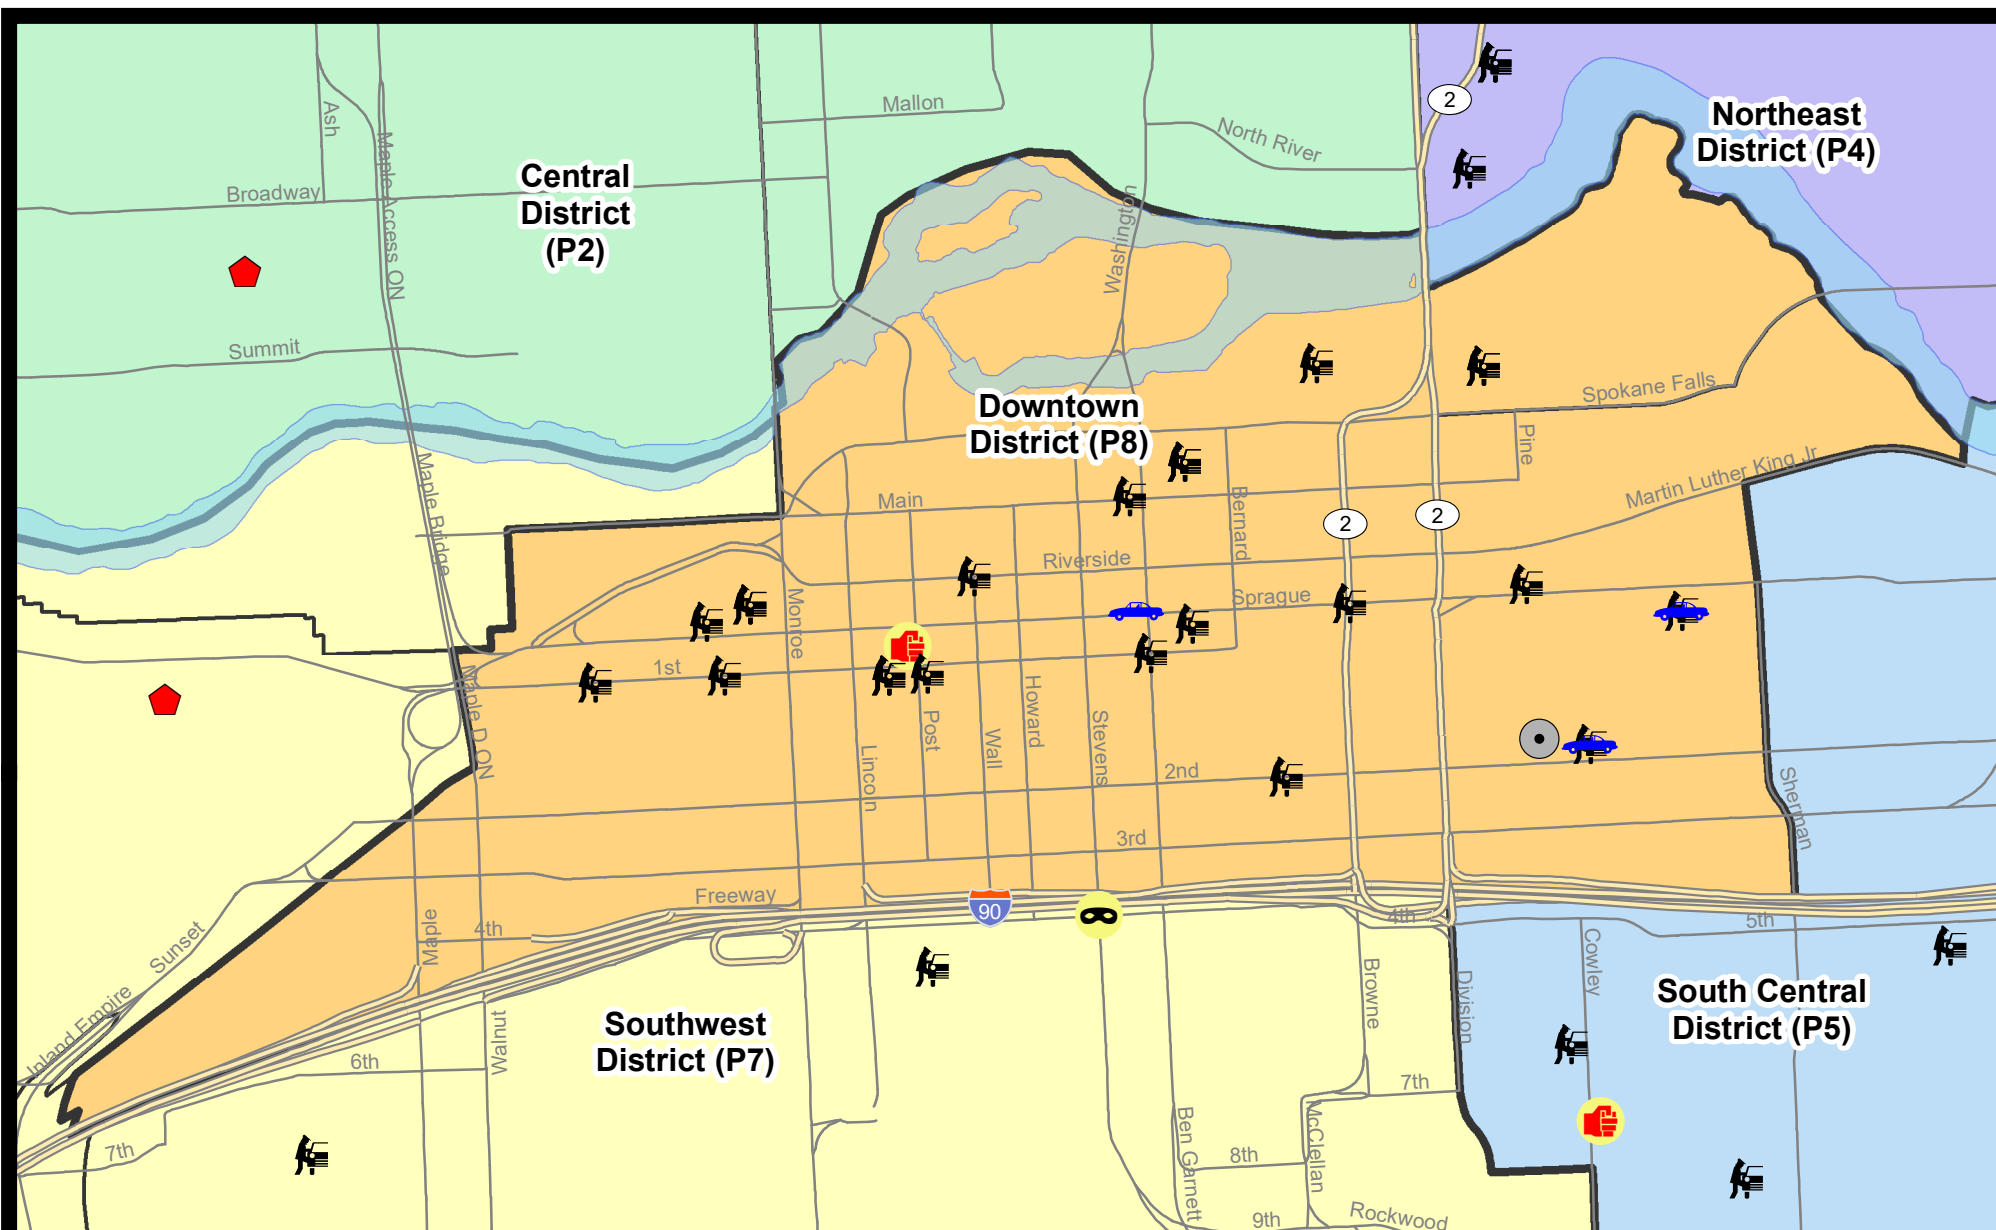 2
Northeast
District (P4)
Mallon
North River
Ash
Maple Access ON
Central
District
(P2)
Broadway
Washington
Summit
Spokane Falls
Downtown
District (P8)
Pine
Martin Luther King Jr
Maple Bridge
Main
Bernard
2
2
Riverside
Sprague
Monroe
1st
Maple D ON
Howard
Post
Wall
Stevens
Lincoln
2nd
Sherman
3rd
Freeway
90
4th
5th
4th
Maple
Sunset
Cowley
Browne
Division
South Central
District (P5)
Inland Empire
Southwest
District (P7)
Walnut
6th
7th
McClellan
Ben Garnett
7th
8th
9th
Rockwood